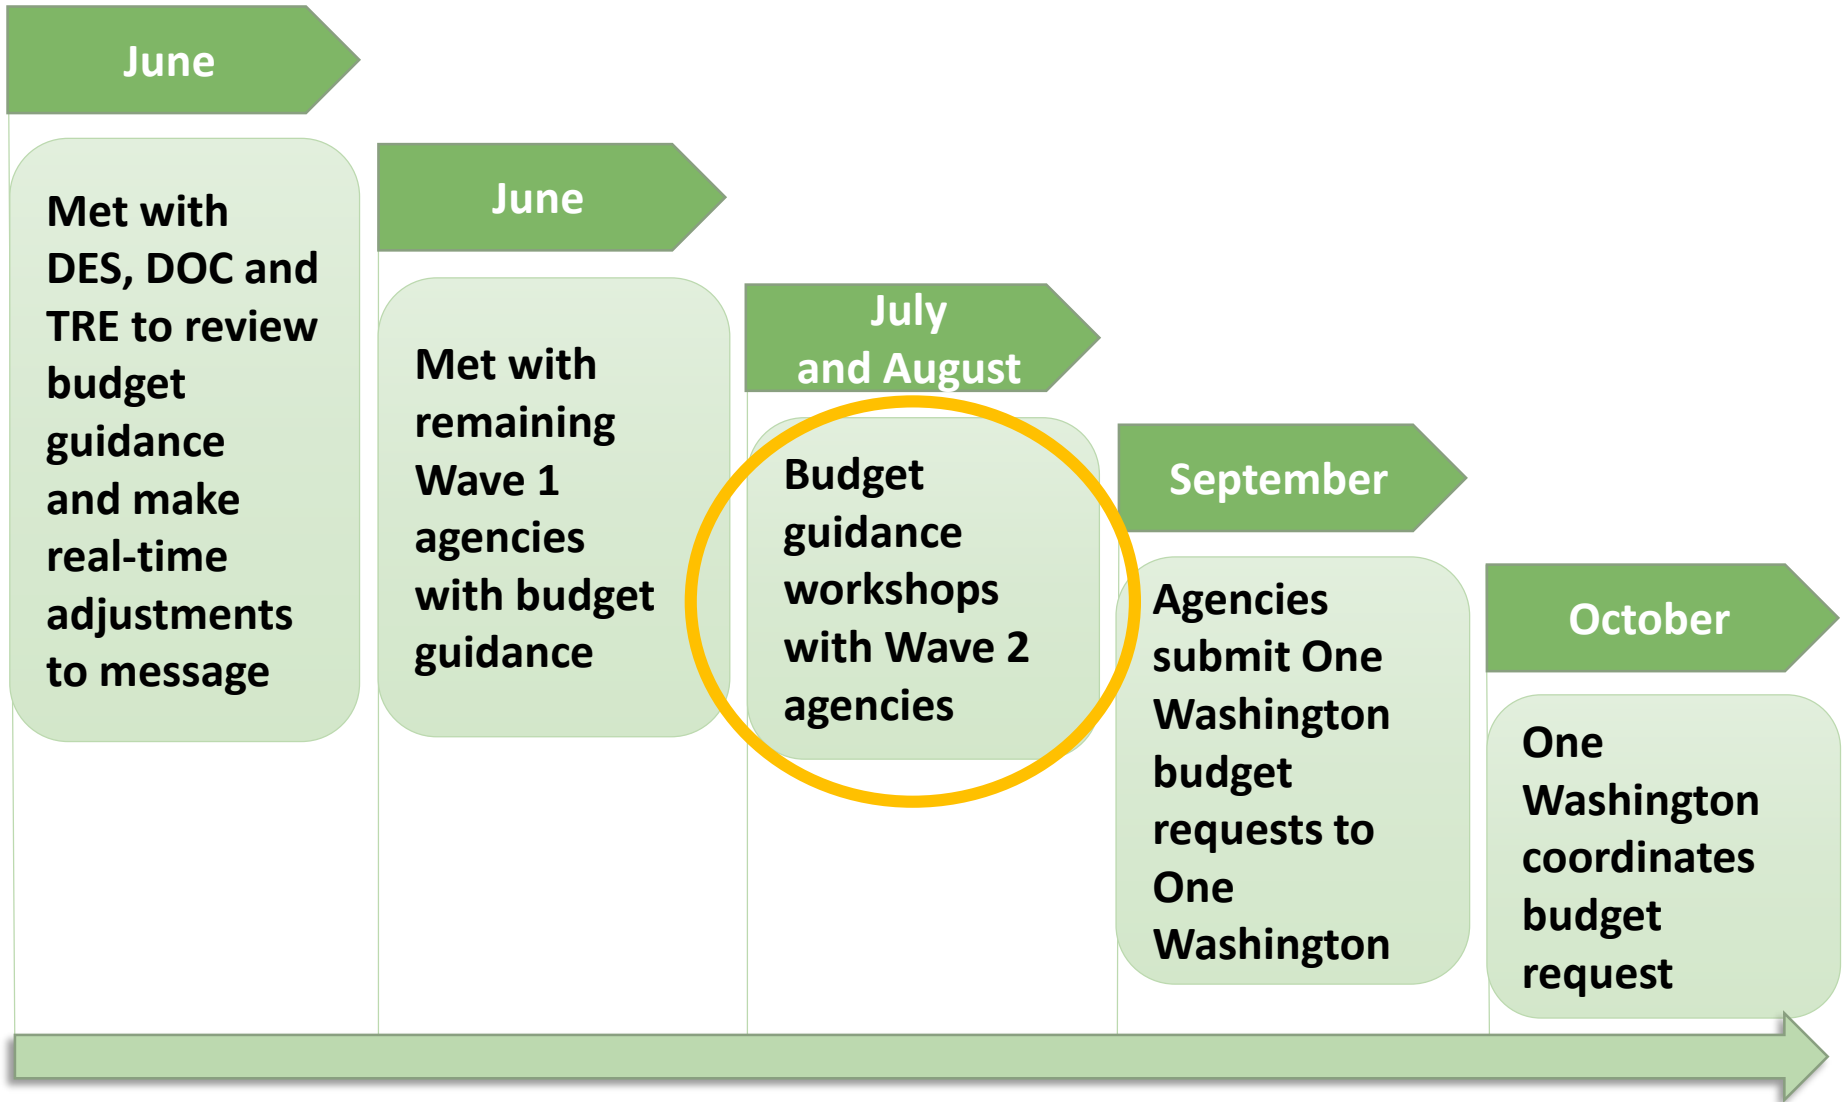 June
Met with
DES, DOC and
TRE to review
budget
guidance
and make
real-time
adjustments
to message
June
Met with
remaining
Wave 1
agencies
with budget
guidance
July
and August
Budget
guidance
workshops
with Wave 2
agencies
September
Agencies
submit One
Washington
budget
requests to
One
Washington
October
One
Washington
coordinates
budget
request